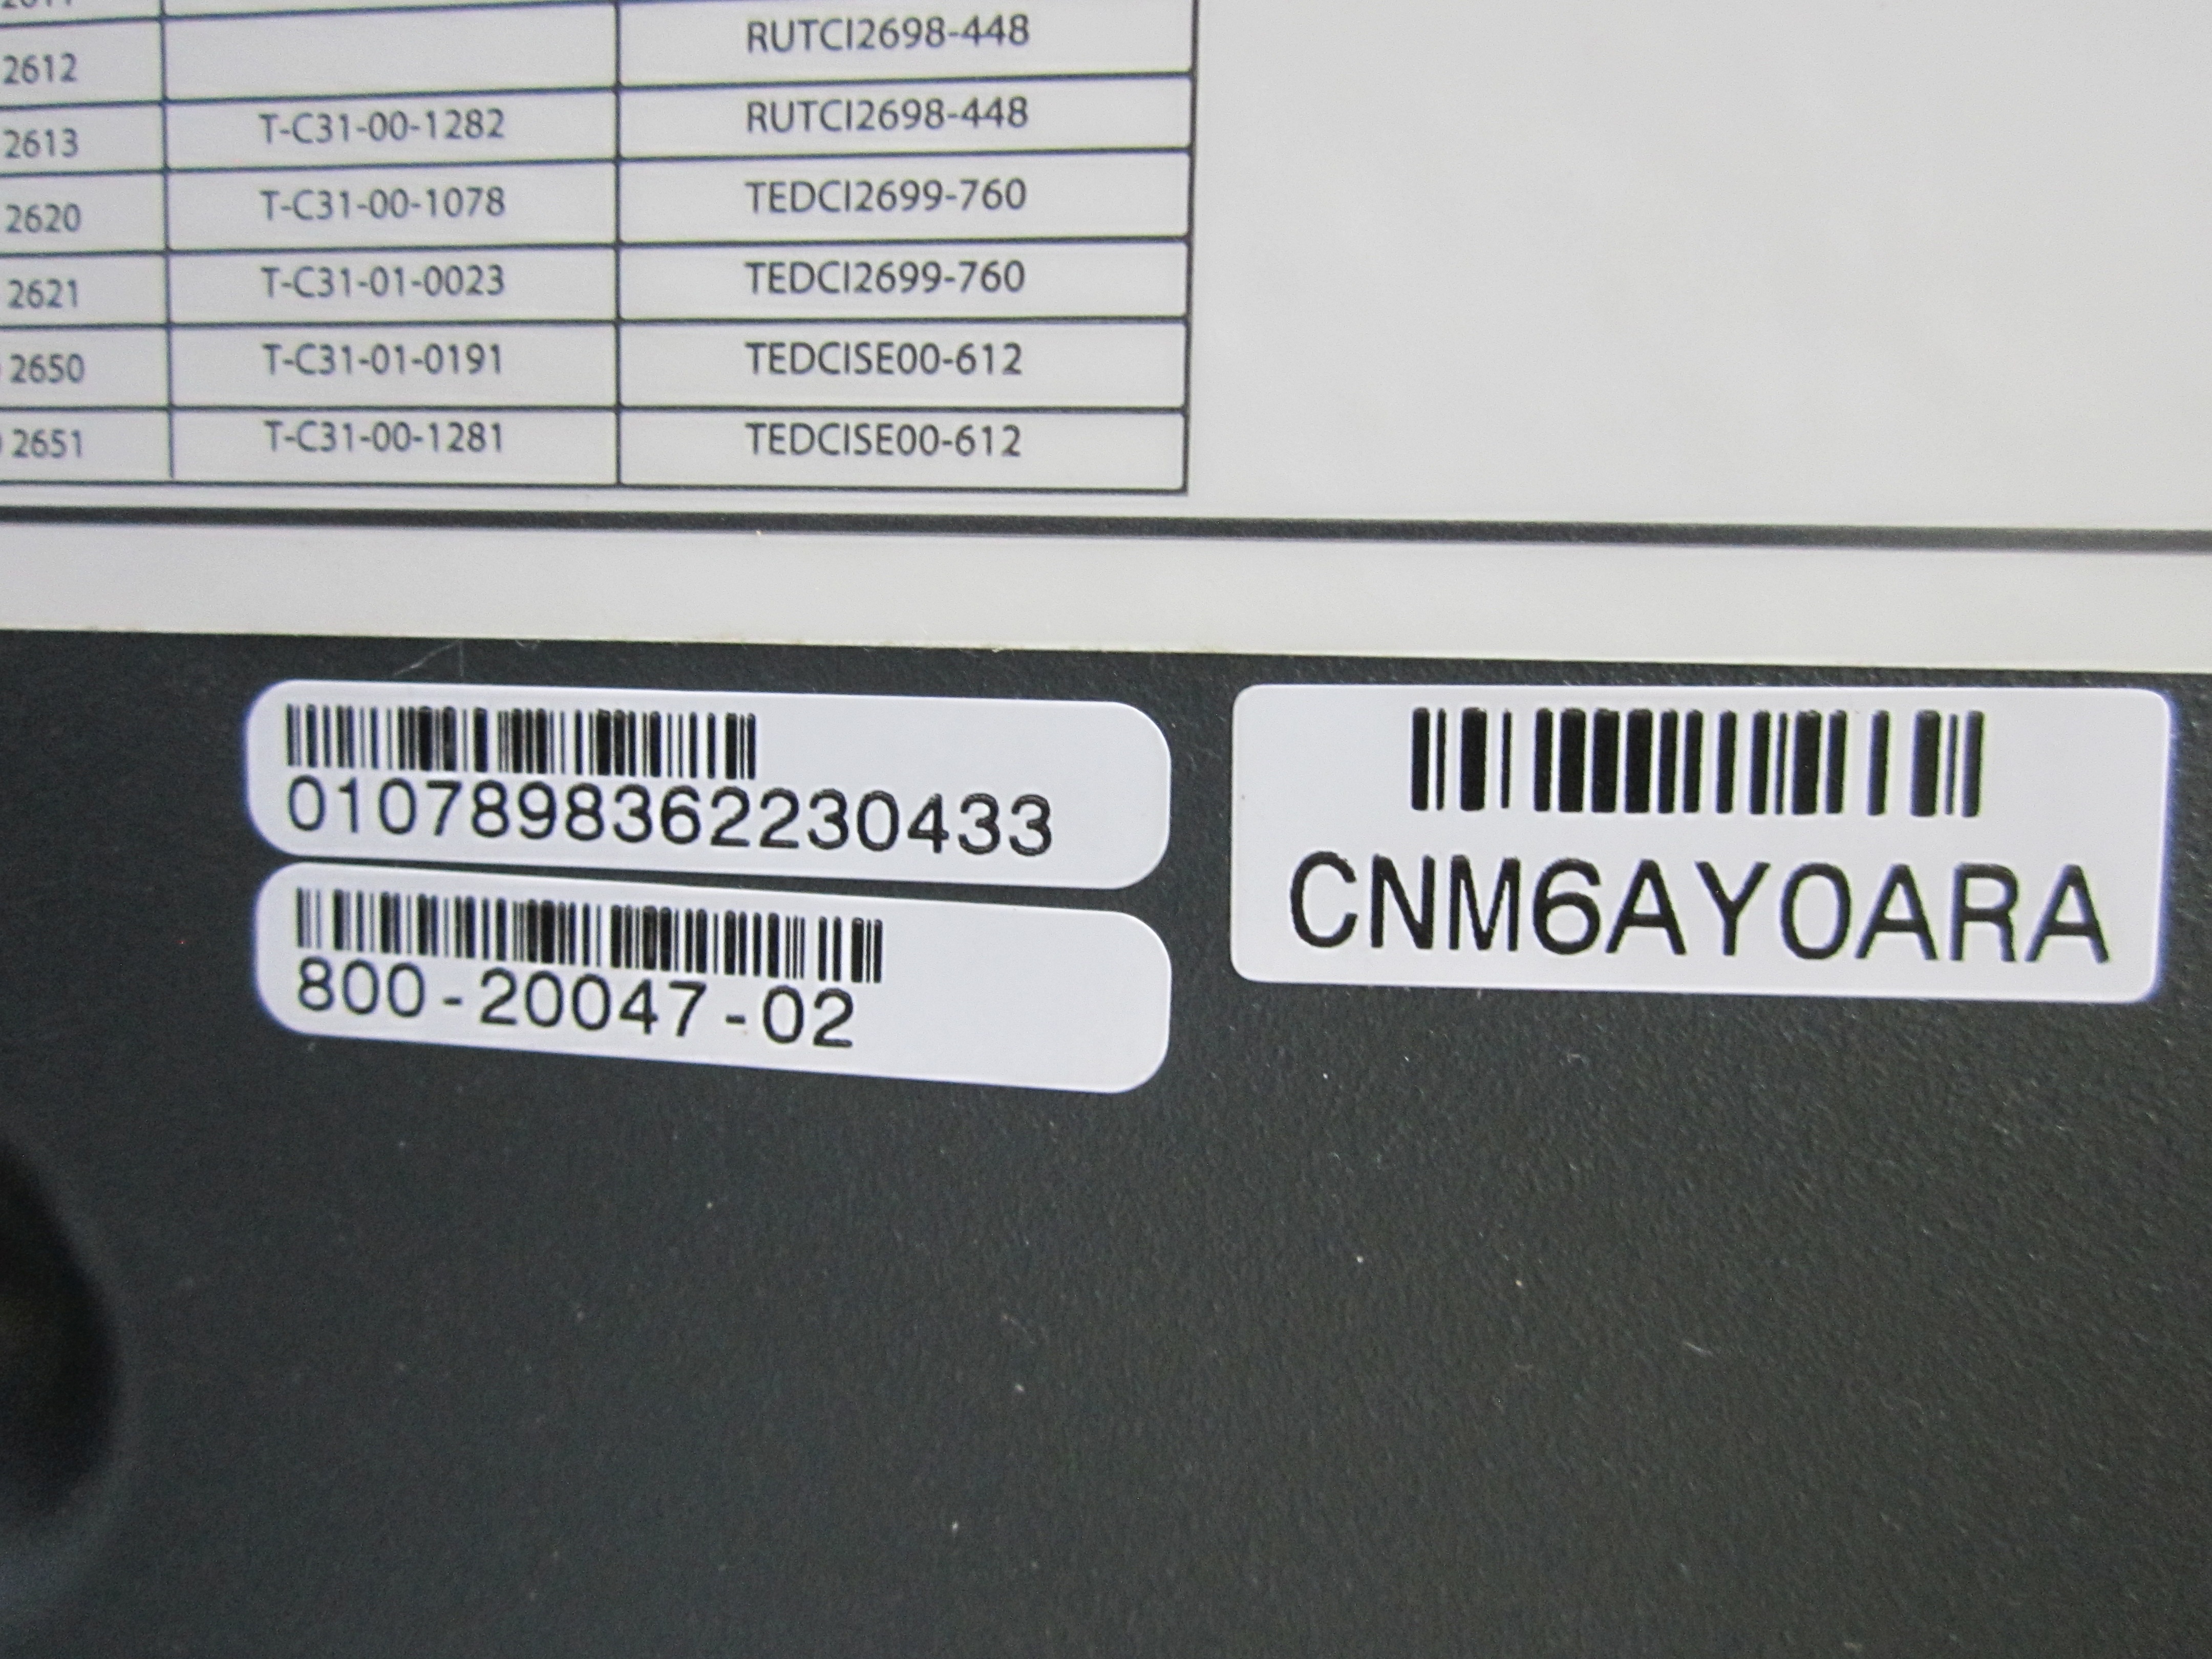 2612 RUTCI2698-448
2613 T-C31-00-1282 RUTCI2698-448
2620 T-C31-00-1078 TEDCI2699-760
2621 T-C31-01-0023 TEDCI2699-760
2650 T-C31-01-0191 TEDCISE00-612
2651 T-C31-00-1281 TEDCISE00-612
0107898362230433
800-20047-02
CNM6AY0ARA